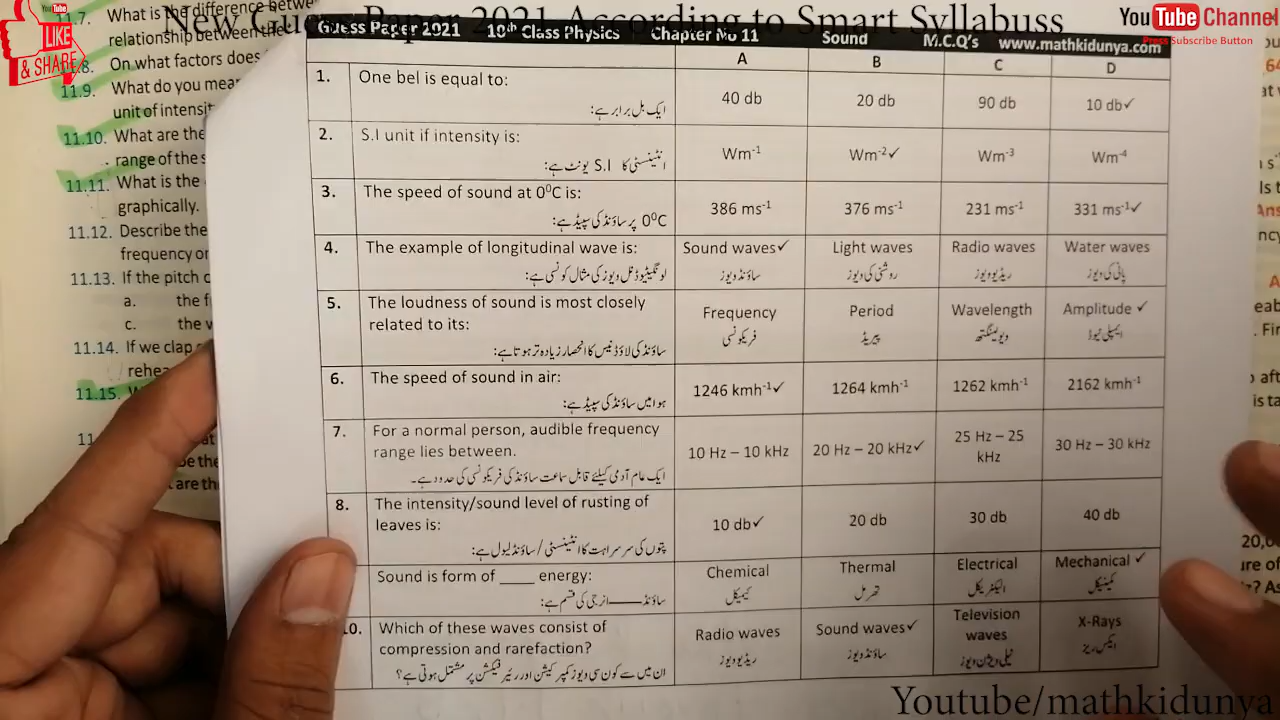 New Guess Paper 2021 According to Smart Syllabuss
You Tube Channel
Press Subscribe Button
You Tube
LIKE
& SHARE
11.7. What is the difference betwe
relationship between the
11.8. On what factors does
11.9. What do you mea
unit of intensit
11.10. What are the
range of the s
11.11. What is the
graphically.
11.12. Describe the
frequency or
11.13. If the pitch o
a. the f
c. the v
11.14. If we clap
rehea
11.15.
Guess Paper 2021 10th Class Physics Chapter No 11 Sound M.C.Q's www.mathkidunya.com
A B C D
1. One bel is equal to: 40 db 20 db 90 db 10 db✓
ایک بل برابر ہے:
2. S.I unit if intensity is: Wm-1 Wm-2✓ Wm-3 Wm-4
انٹینسٹی کا S.I یونٹ ہے:
3. The speed of sound at 0⁰C is: 386 ms-1 376 ms-1 231 ms-1 331 ms-1✓
0⁰C پر ساؤنڈ کی سپیڈ ہے:
4. The example of longitudinal wave is: Sound waves✓ Light waves Radio waves Water waves
لونگیٹیوڈنل ویوز کی مثال کونسی ہے: ساؤنڈ ویوز روشنی کی ویوز ریڈیو ویوز پانی کی ویوز
5. The loudness of sound is most closely Frequency Period Wavelength Amplitude ✓
related to its: فریکونسی پیریڈ ویولینگتھ ایمپلی ٹیوڈ
ساؤنڈ کی لاؤڈنیس کا انحصار زیادہ تر ہوتا ہے:
6. The speed of sound in air: 1246 kmh-1✓ 1264 kmh-1 1262 kmh-1 2162 kmh-1
ہوا میں ساؤنڈ کی سپیڈ ہے:
7. For a normal person, audible frequency 10 Hz – 10 kHz 20 Hz – 20 kHz✓ 25 Hz – 25 30 Hz – 30 kHz
range lies between. kHz
ایک عام آدمی کیلئے قابل سماعت ساؤنڈ کی فریکونسی کی حدود ہے۔
8. The intensity/sound level of rusting of 10 db✓ 20 db 30 db 40 db
leaves is:
پتوں کی سرسراہٹ کا انٹینسٹی/ ساؤنڈ لیول ہے:
Sound is form of ____ energy: Chemical Thermal Electrical Mechanical ✓
ساؤنڈ ـــــــ انرجی کی قسم ہے: کیمیکل تھرمل الیکٹریکل مکینیکل
10. Which of these waves consist of Radio waves Sound waves✓ Television X-Rays
compression and rarefaction? ریڈیو ویوز ساؤنڈ ویوز waves ایکس ریز
ان میں سے کون سی ویوز کمپریشن اور ریئر فیکشن پر مشتمل ہوتی ہے؟ ٹیلی ویژن ویوز
Youtube/mathkidunya